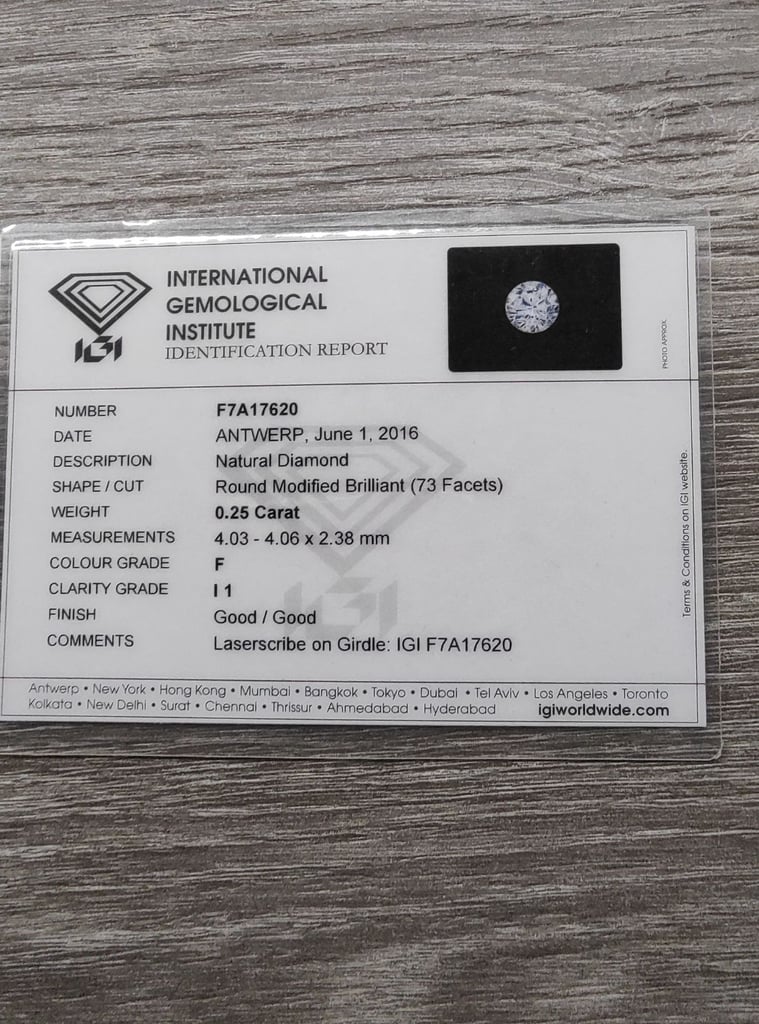 INTERNATIONAL
GEMOLOGICAL
INSTITUTE
IGI
IDENTIFICATION REPORT
PHOTO APPROX.
NUMBER F7A17620
DATE ANTWERP, June 1, 2016
DESCRIPTION Natural Diamond
SHAPE / CUT Round Modified Brilliant (73 Facets)
WEIGHT 0.25 Carat
MEASUREMENTS 4.03 - 4.06 x 2.38 mm
COLOUR GRADE F
CLARITY GRADE I 1
FINISH Good / Good
COMMENTS Laserscribe on Girdle: IGI F7A17620
IGI
Terms & Conditions on IGI website.
Antwerp • New York • Hong Kong • Mumbai • Bangkok • Tokyo • Dubai • Tel Aviv • Los Angeles • Toronto
Kolkata • New Delhi • Surat • Chennai • Thrissur • Ahmedabad • Hyderabad igiworldwide.com